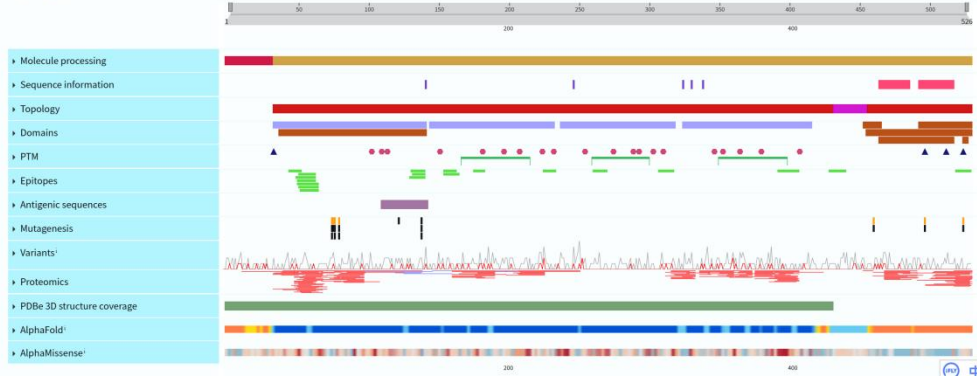 50 100 150 200 250 300 350 400 450 500
1 526
200 400
Molecule processing
Sequence information
Topology
Domains
PTM
Epitopes
Antigenic sequences
Mutagenesis
Variants
Proteomics
PDBe 3D structure coverage
AlphaFold
AlphaMissense
200 400